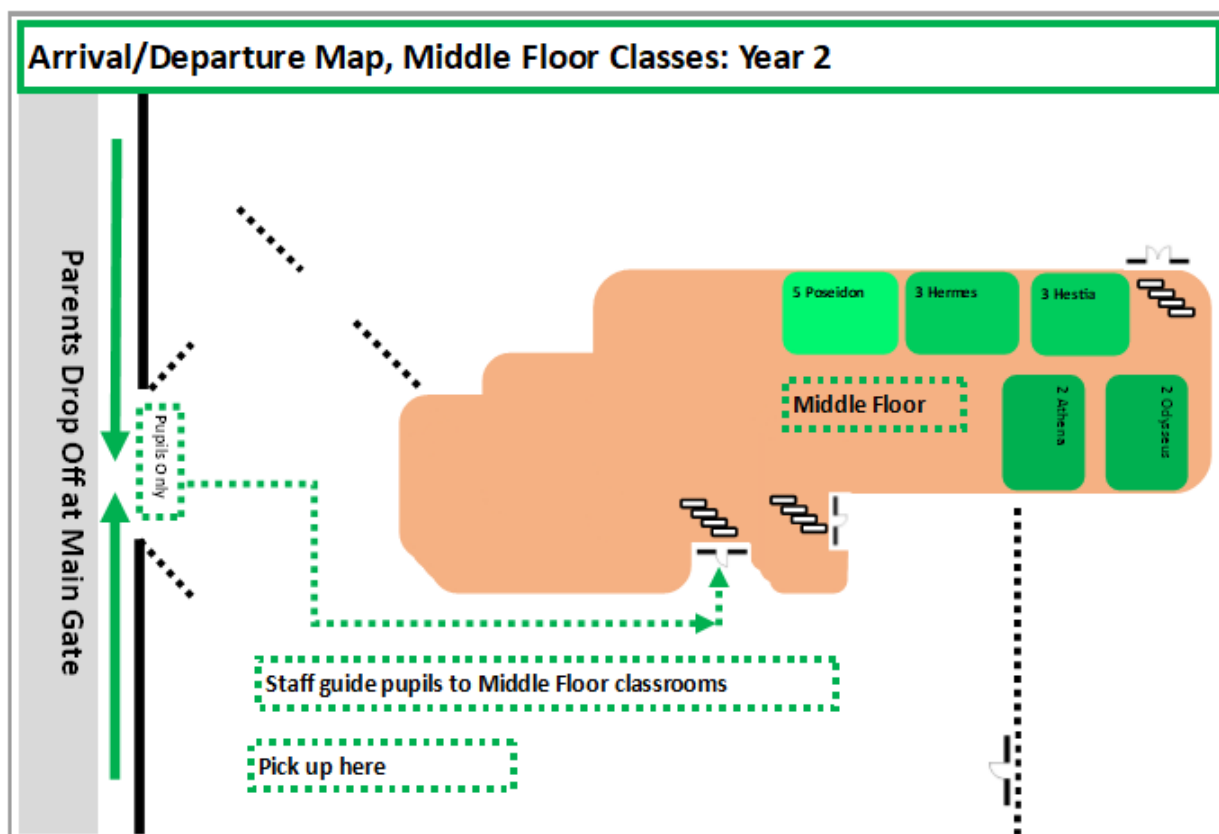 Arrival/Departure Map, Middle Floor Classes: Year 2
Parents Drop Off at Main Gate
Pupils Only
5 Poseidon
3 Hermes
3 Hestia
Middle Floor
2 Athena
2 Odysseus
Staff guide pupils to Middle Floor classrooms
Pick up here